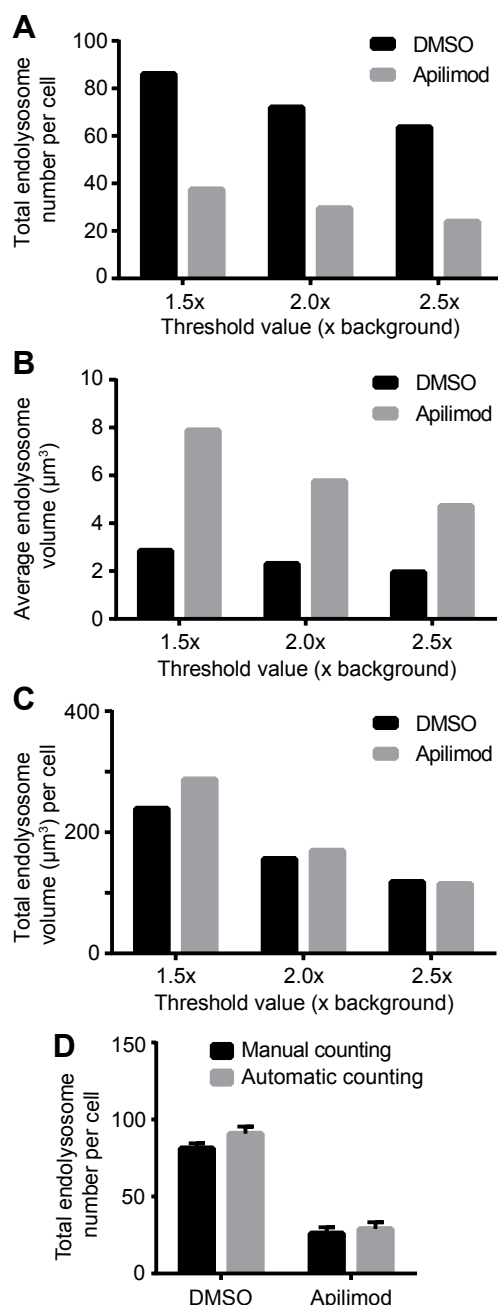 A
Total endolysosome
number per cell
100
80
60
40
20
0
DMSO
Apilimod
1.5x 2.0x 2.5x
Threshold value (x background)
B
Average endolysosome
volume (µm³)
10
8
6
4
2
0
DMSO
Apilimod
1.5x 2.0x 2.5x
Threshold value (x background)
C
Total endolysosome
volume (µm³) per cell
400
200
0
DMSO
Apilimod
1.5x 2.0x 2.5x
Threshold value (x background)
D
Total endolysosome
number per cell
150
100
50
0
Manual counting
Automatic counting
DMSO Apilimod